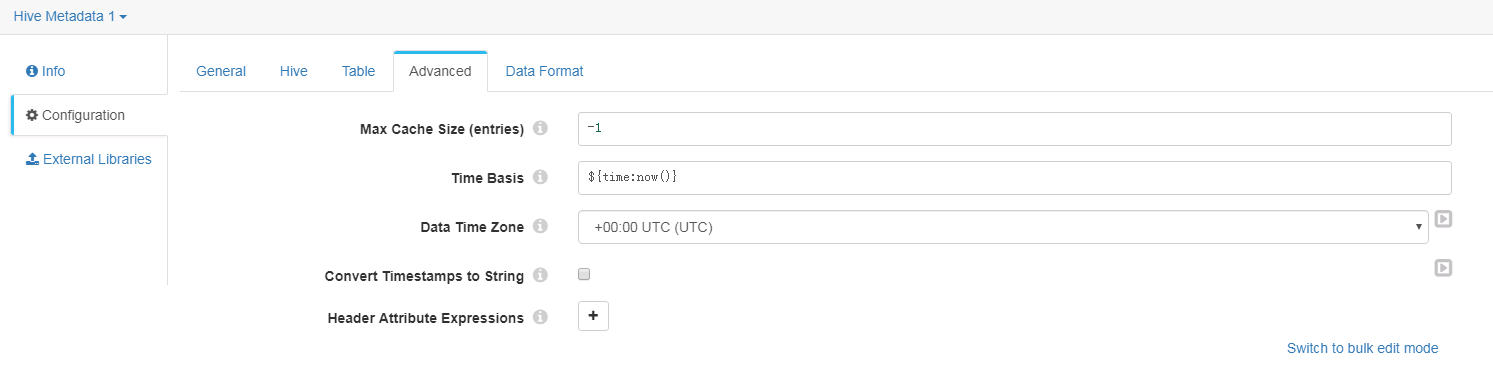 Hive Metadata 1
Info
Configuration
External Libraries
General Hive Table Advanced Data Format
Max Cache Size (entries) -1
Time Basis ${time:now()}
Data Time Zone +00:00 UTC (UTC)
Convert Timestamps to String
Header Attribute Expressions +
Switch to bulk edit mode